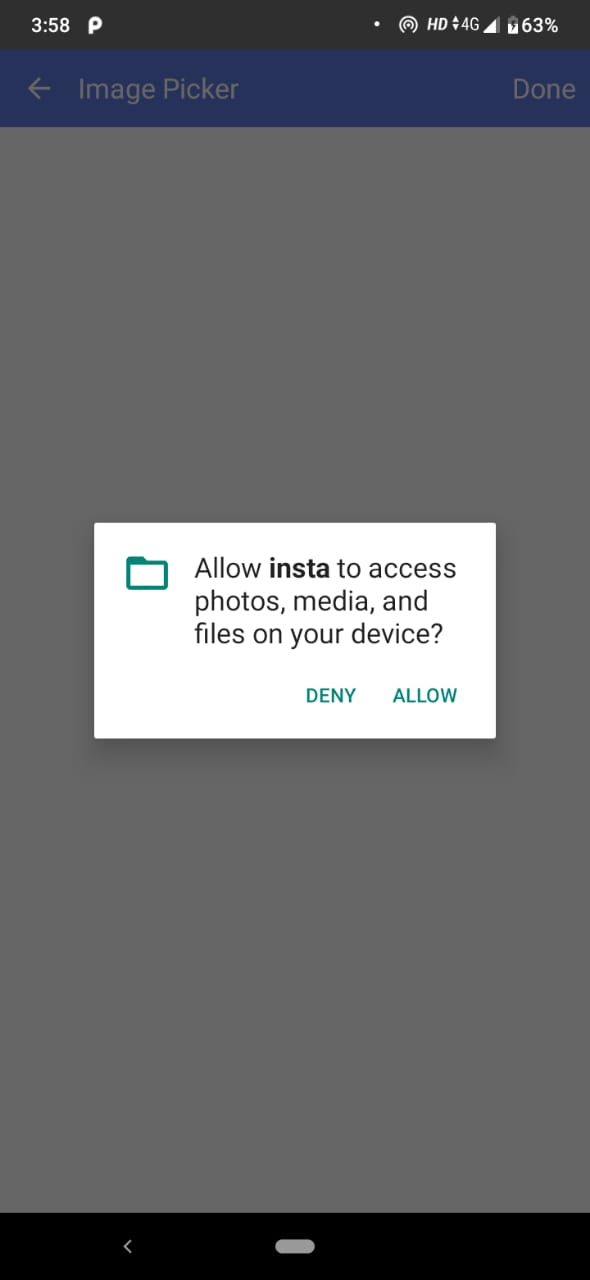 3:58 P HD 4G 63%
Image Picker Done
Allow insta to access
photos, media, and
files on your device?
DENY ALLOW